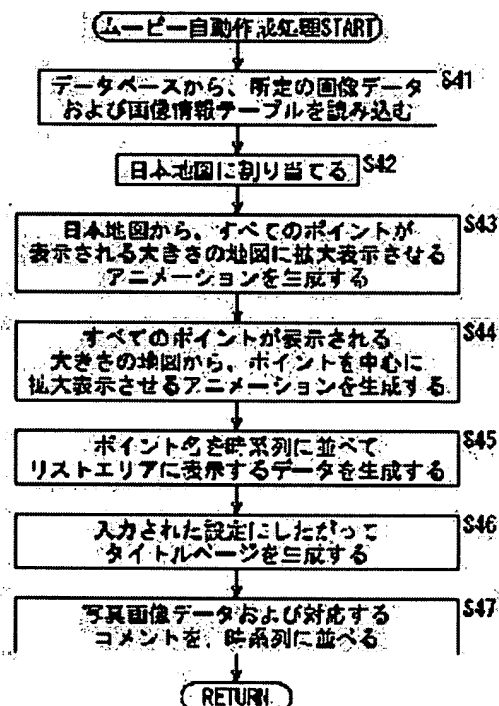 ムービー自動作成処理START
データベースから、所定の画像データ
および画像情報テーブルを読み込む
S41
日本地図に割り当てる
S42
日本地図から、すべてのポイントが
表示される大きさの地図に拡大表示させる
アニメーションを生成する
S43
すべてのポイントが表示される
大きさの地図から、ポイントを中心に
拡大表示させるアニメーションを生成する
S44
ポイント名を時系列に並べて
リストエリアに表示するデータを生成する
S45
入力された設定にしたがって
タイトルページを生成する
S46
写真画像データおよび対応する
コメントを、時系列に並べる
S47
RETURN